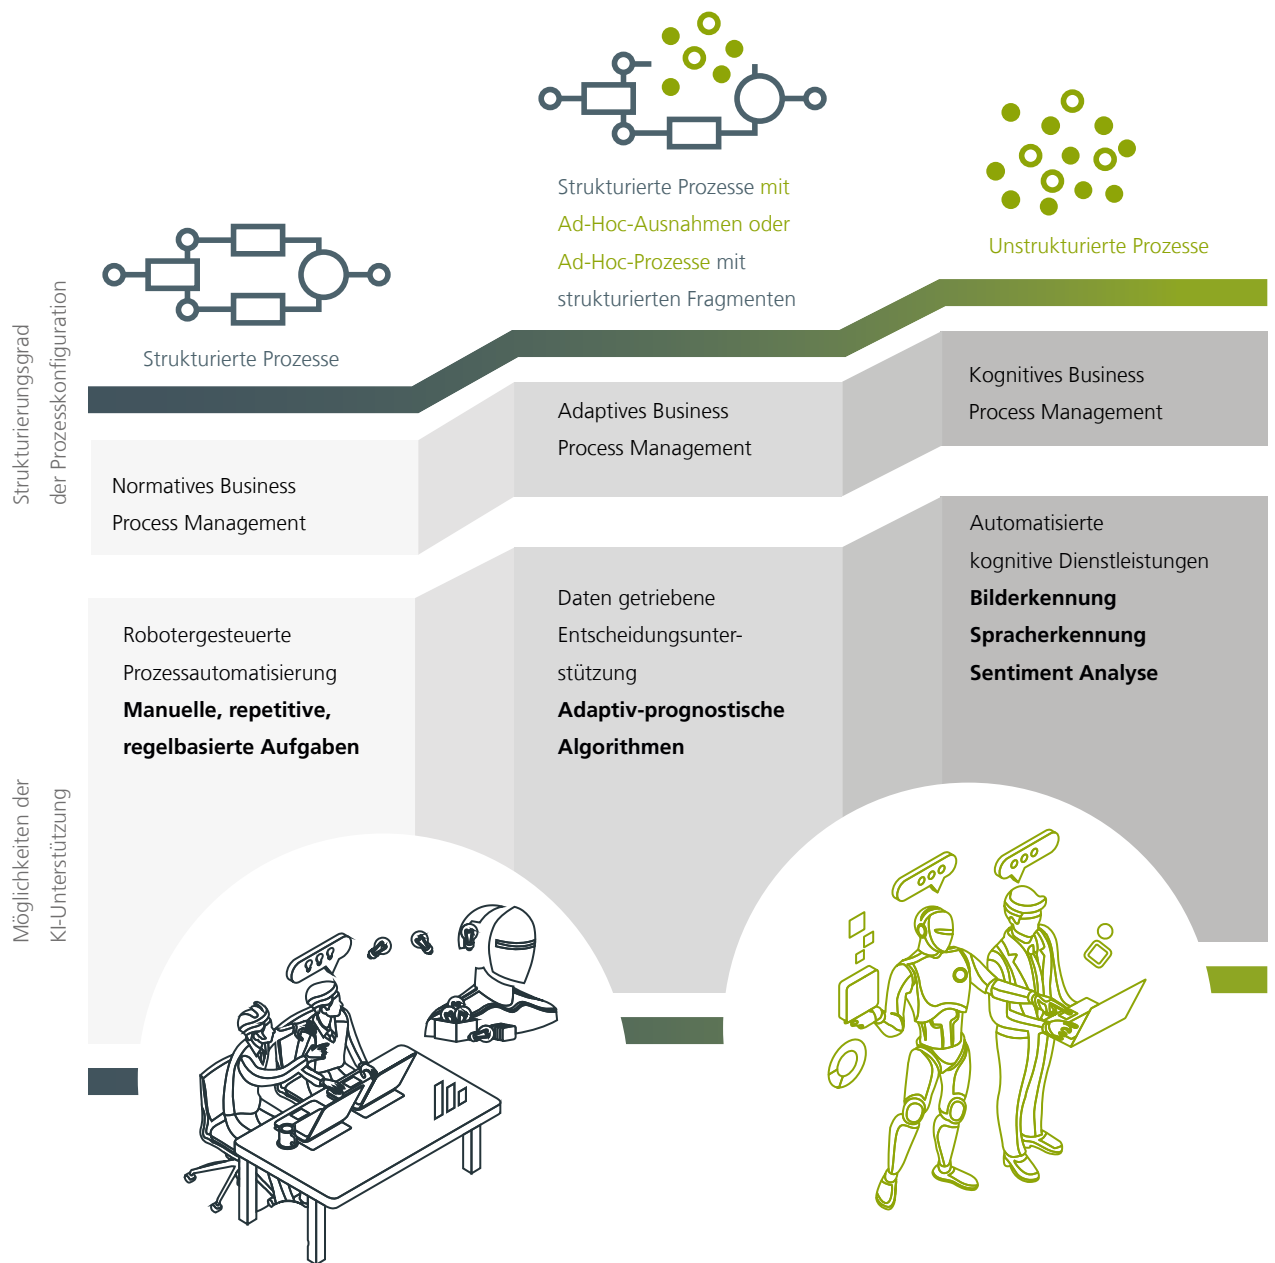 Strukturierungsgrad
der Prozesskonfiguration
Strukturierte Prozesse
Strukturierte Prozesse mit
Ad-Hoc-Ausnahmen oder
Ad-Hoc-Prozesse mit
strukturierten Fragmenten
Unstrukturierte Prozesse
Normatives Business
Process Management
Adaptives Business
Process Management
Kognitives Business
Process Management
Möglichkeiten der
KI-Unterstützung
Robotergesteuerte
Prozessautomatisierung
Manuelle, repetitive,
regelbasierte Aufgaben
Daten getriebene
Entscheidungsunter-
stützung
Adaptiv-prognostische
Algorithmen
Automatisierte
kognitive Dienstleistungen
Bilderkennung
Spracherkennung
Sentiment Analyse